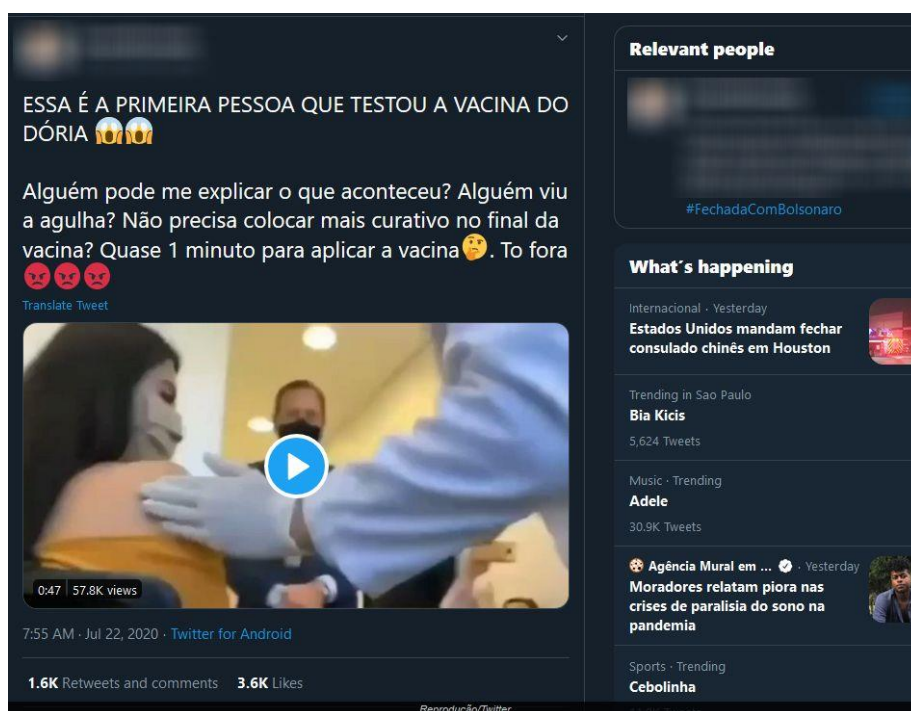 ESSA É A PRIMEIRA PESSOA QUE TESTOU A VACINA DO
DÓRIA 😱😱
Alguém pode me explicar o que aconteceu? Alguém viu
a agulha? Não precisa colocar mais curativo no final da
vacina? Quase 1 minuto para aplicar a vacina🤔. To fora
😡😡😡
Translate Tweet
0:47 57.8K views
7:55 AM · Jul 22, 2020 · Twitter for Android
1.6K Retweets and comments 3.6K Likes
Relevant people
#FechadaComBolsonaro
What´s happening
Internacional · Yesterday
Estados Unidos mandam fechar
consulado chinês em Houston
Trending in Sao Paulo
Bia Kicis
5,624 Tweets
Music · Trending
Adele
30.9K Tweets
Agência Mural em ... · Yesterday
Moradores relatam piora nas
crises de paralisia do sono na
pandemia
Sports · Trending
Cebolinha
Reprodução/Twitter